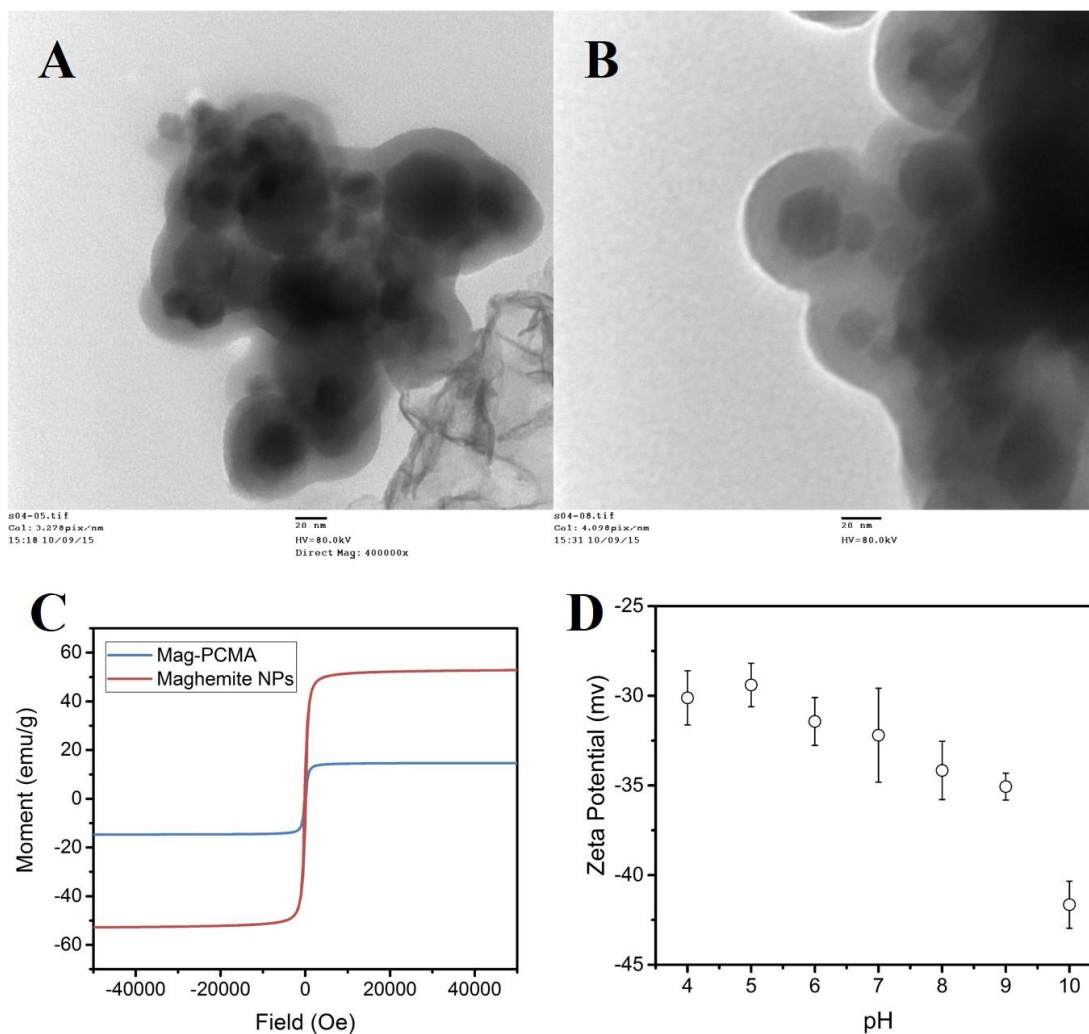 A
s04-05.tif
Cal: 3.278pix/nm
15:18 10/09/15
20 nm
HV=80.0kV
Direct Mag: 400000x
B
s04-08.tif
Cal: 4.098pix/nm
15:31 10/09/15
20 nm
HV=80.0kV
C
Mag-PCMA
Maghemite NPs
Moment (emu/g)
60
40
20
0
-20
-40
-60
-40000 -20000 0 20000 40000
Field (Oe)
D
Zeta Potential (mv)
-25
-30
-35
-40
-45
4 5 6 7 8 9 10
pH